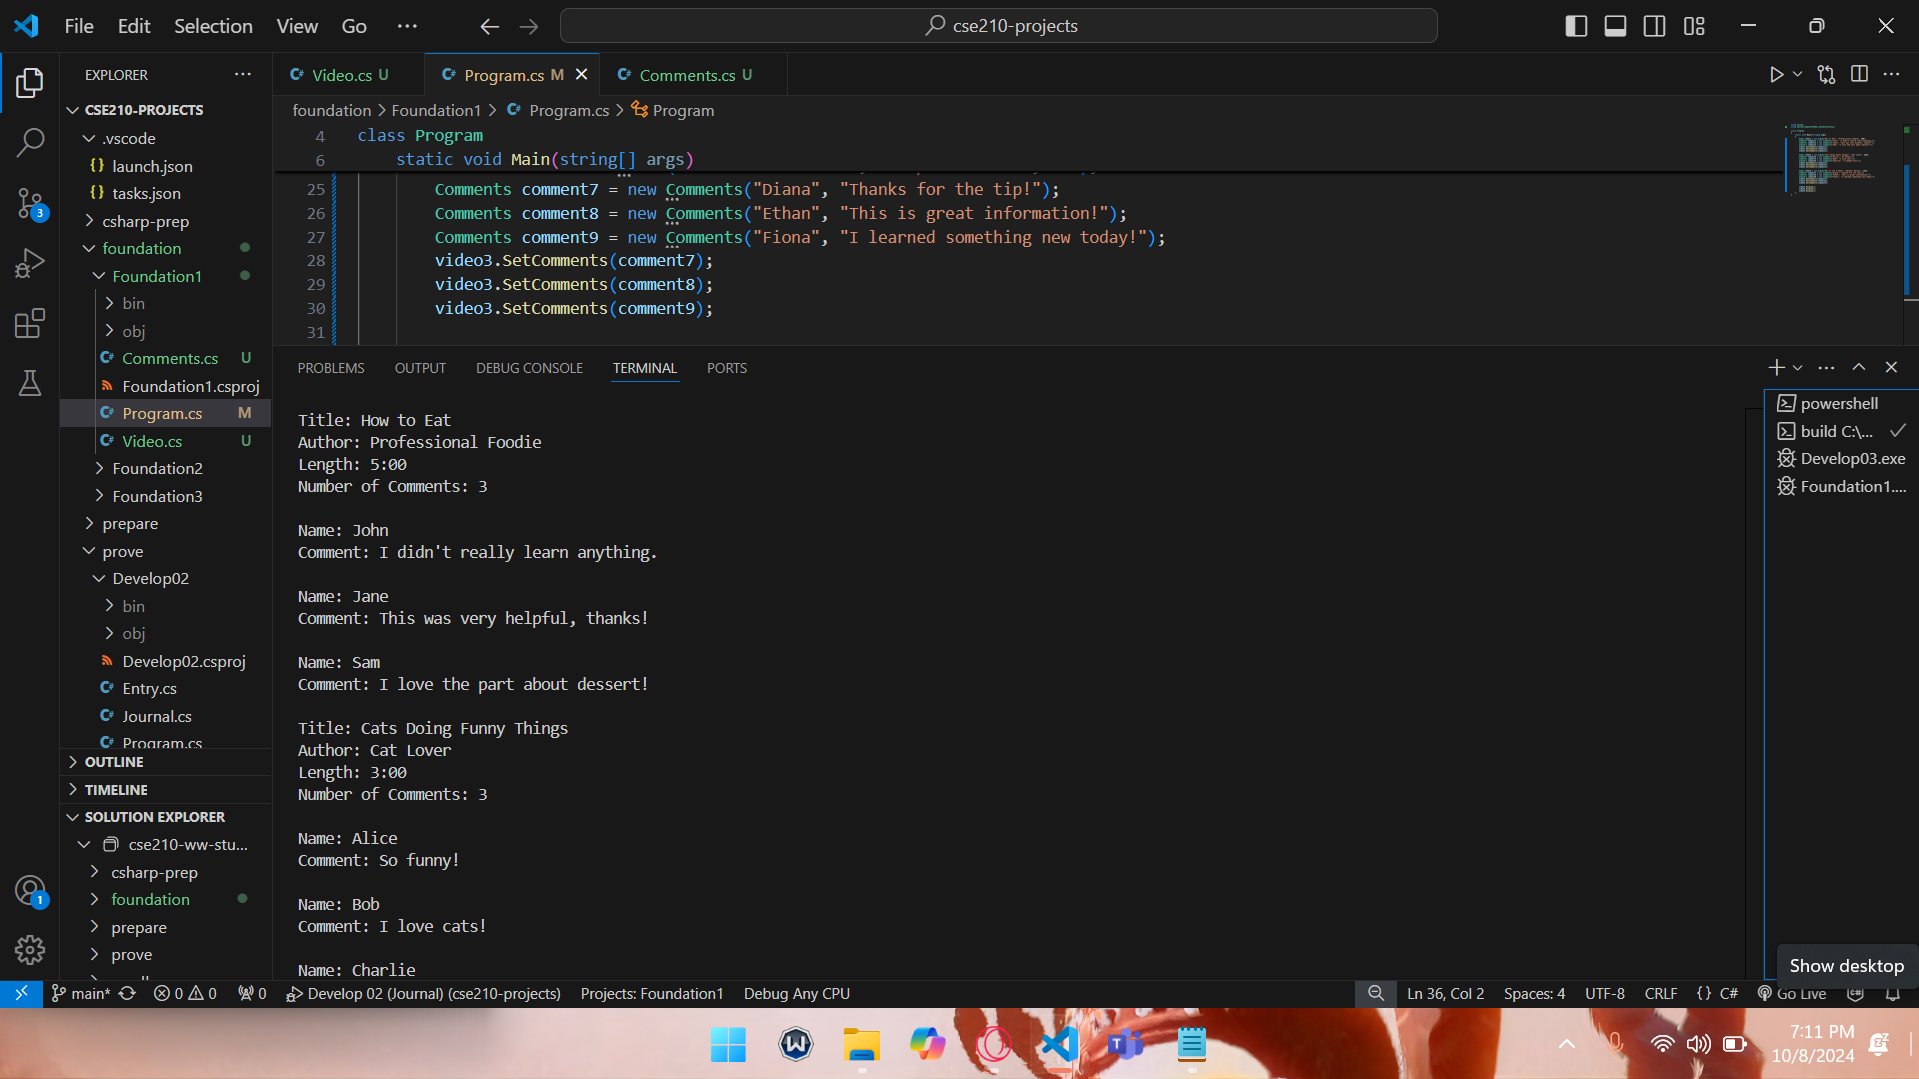 File Edit Selection View Go ··· cse210-projects
EXPLORER ···
CSE210-PROJECTS
.vscode
{} launch.json
{} tasks.json
csharp-prep
foundation
Foundation1
bin
obj
C# Comments.cs U
Foundation1.csproj
C# Program.cs M
C# Video.cs U
Foundation2
Foundation3
prepare
prove
Develop02
bin
obj
Develop02.csproj
C# Entry.cs
C# Journal.cs
C# Program.cs
OUTLINE
TIMELINE
SOLUTION EXPLORER
cse210-ww-stu...
csharp-prep
foundation
prepare
prove
3
1
C# Video.cs U C# Program.cs M C# Comments.cs U
foundation > Foundation1 > C# Program.cs > Program
4 class Program
6 static void Main(string[] args)
25 Comments comment7 = new Comments("Diana", "Thanks for the tip!");
26 Comments comment8 = new Comments("Ethan", "This is great information!");
27 Comments comment9 = new Comments("Fiona", "I learned something new today!");
28 video3.SetComments(comment7);
29 video3.SetComments(comment8);
30 video3.SetComments(comment9);
31
PROBLEMS OUTPUT DEBUG CONSOLE TERMINAL PORTS
Title: How to Eat
Author: Professional Foodie
Length: 5:00
Number of Comments: 3
Name: John
Comment: I didn't really learn anything.
Name: Jane
Comment: This was very helpful, thanks!
Name: Sam
Comment: I love the part about dessert!
Title: Cats Doing Funny Things
Author: Cat Lover
Length: 3:00
Number of Comments: 3
Name: Alice
Comment: So funny!
Name: Bob
Comment: I love cats!
Name: Charlie
powershell
build C:\...
Develop03.exe
Foundation1....
Show desktop
main* 0 0 0 Develop 02 (Journal) (cse210-projects) Projects: Foundation1 Debug Any CPU Ln 36, Col 2 Spaces: 4 UTF-8 CRLF {} C# Go Live
7:11 PM
10/8/2024